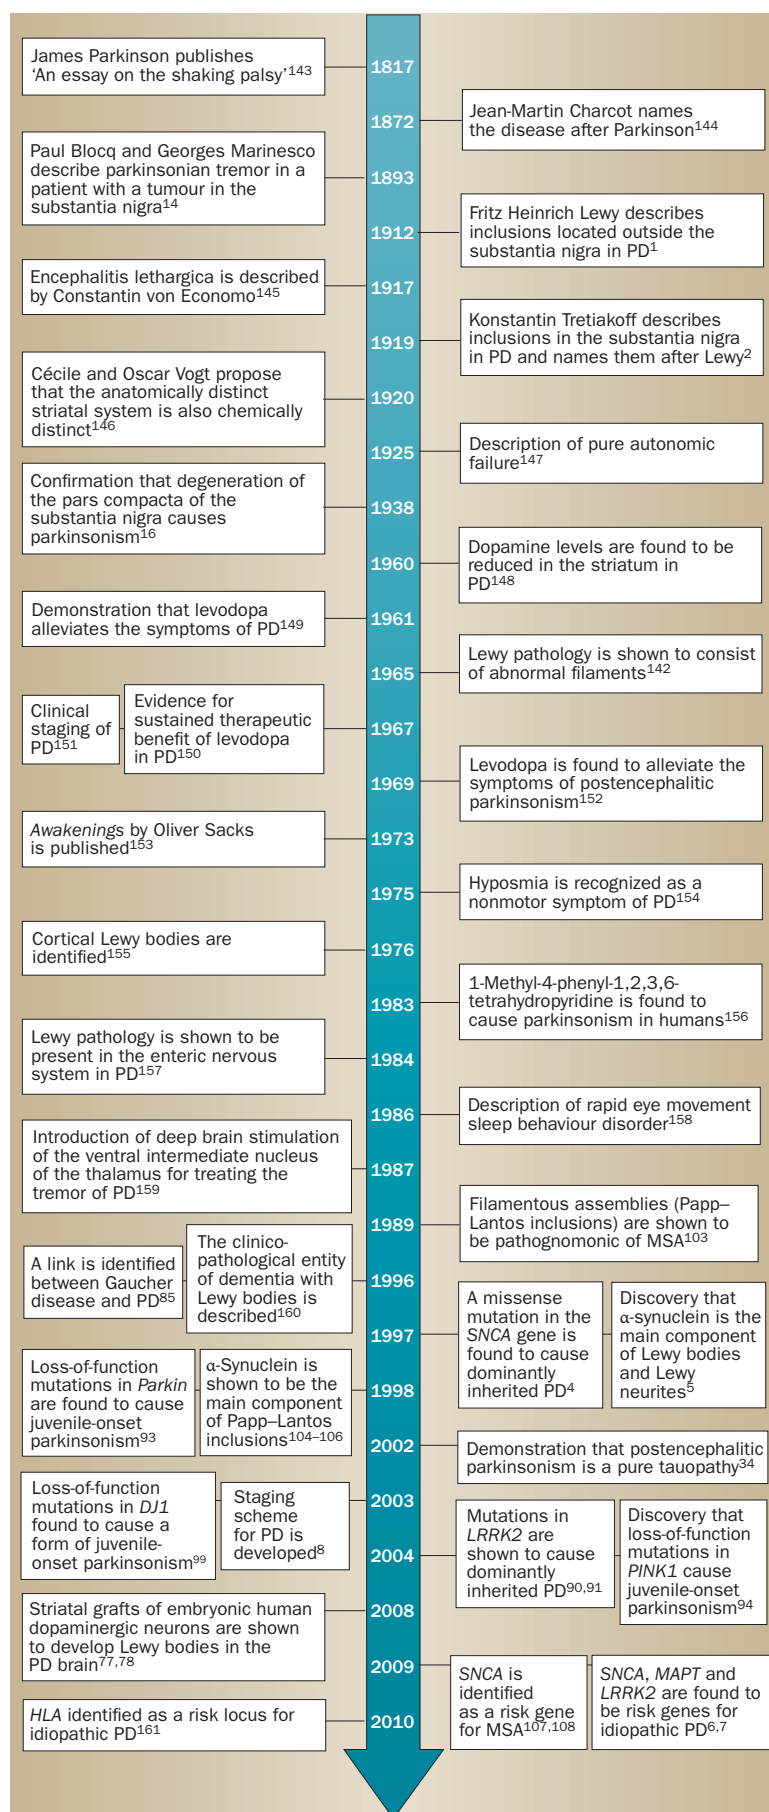 James Parkinson publishes
‘An essay on the shaking palsy’143
1817
Jean-Martin Charcot names
the disease after Parkinson144
1872
Paul Blocq and Georges Marinesco
describe parkinsonian tremor in a
patient with a tumour in the
substantia nigra14
1893
Fritz Heinrich Lewy describes
inclusions located outside the
substantia nigra in PD1
1912
Encephalitis lethargica is described
by Constantin von Economo145
1917
Konstantin Tretiakoff describes
inclusions in the substantia nigra
in PD and names them after Lewy2
1919
Cécile and Oscar Vogt propose
that the anatomically distinct
striatal system is also chemically
distinct146
1920
Description of pure autonomic
failure147
1925
Confirmation that degeneration of
the pars compacta of the
substantia nigra causes
parkinsonism16
1938
Dopamine levels are found to be
reduced in the striatum in
PD148
1960
Demonstration that levodopa
alleviates the symptoms of PD149
1961
Lewy pathology is shown to consist
of abnormal filaments142
1965
Clinical
staging of
PD151
Evidence for
sustained therapeutic
benefit of levodopa
in PD150
1967
Levodopa is found to alleviate the
symptoms of postencephalitic
parkinsonism152
1969
Awakenings by Oliver Sacks
is published153
1973
Hyposmia is recognized as a
nonmotor symptom of PD154
1975
Cortical Lewy bodies are
identified155
1976
1-Methyl-4-phenyl-1,2,3,6-
tetrahydropyridine is found to
cause parkinsonism in humans156
1983
Lewy pathology is shown to be
present in the enteric nervous
system in PD157
1984
Description of rapid eye movement
sleep behaviour disorder158
1986
Introduction of deep brain stimulation
of the ventral intermediate nucleus
of the thalamus for treating the
tremor of PD159
1987
Filamentous assemblies (Papp–
Lantos inclusions) are shown to
be pathognomonic of MSA103
1989
A link is identified
between Gaucher
disease and PD85
The clinico-
pathological entity
of dementia with
Lewy bodies is
described160
1996
A missense
mutation in the
SNCA gene is
found to cause
dominantly
inherited PD4
Discovery that
α-synuclein is the
main component
of Lewy bodies
and Lewy
neurites5
1997
Loss-of-function
mutations in Parkin
are found to cause
juvenile-onset
parkinsonism93
α-Synuclein is
shown to be the
main component
of Papp–Lantos
inclusions104–106
1998
Demonstration that postencephalitic
parkinsonism is a pure tauopathy34
2002
Loss-of-function
mutations in DJ1
found to cause a
form of juvenile-
onset parkinsonism99
Staging
scheme
for PD is
developed8
2003
Mutations in
LRRK2 are
shown to cause
dominantly
inherited PD90,91
Discovery that
loss-of-function
mutations in
PINK1 cause
juvenile-onset
parkinsonism94
2004
Striatal grafts of embryonic human
dopaminergic neurons are shown
to develop Lewy bodies in the
PD brain77,78
2008
SNCA is
identified
as a risk gene
for MSA107,108
SNCA, MAPT and
LRRK2 are found to
be risk genes for
idiopathic PD6,7
2009
HLA identified as a risk locus for
idiopathic PD161
2010